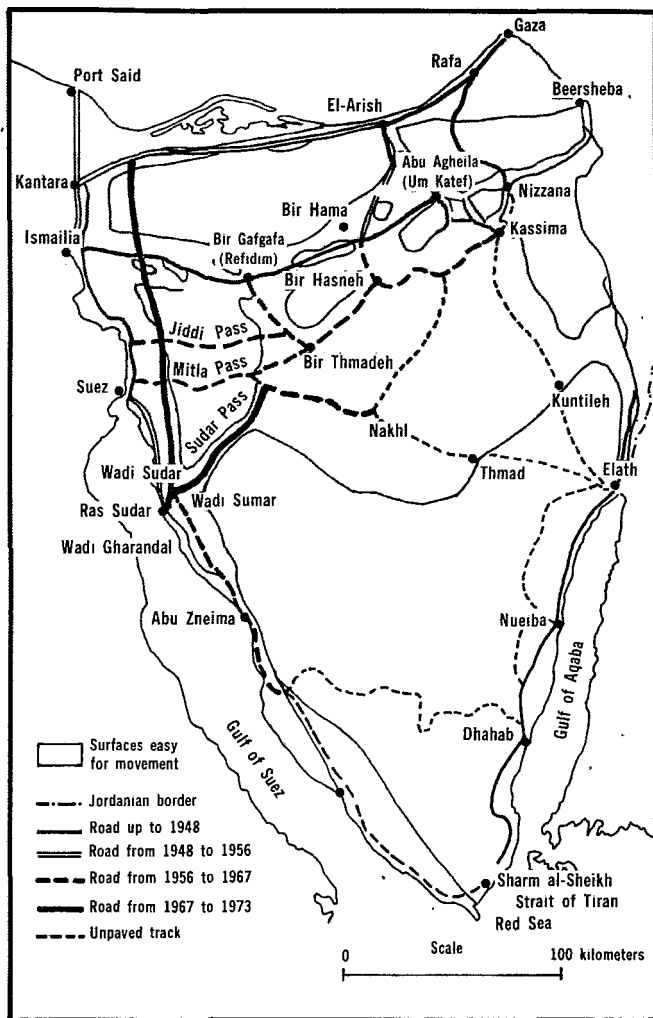 Gaza
Port Said
Rafa
Beersheba
El-Arish
Abu Agheila
(Um Katef)
Kantara
Nizzana
Bir Hama
Ismailia
Bir Gafgafa
(Refidim)
Kassima
Bir Hasneh
Jiddi Pass
Mitla Pass
Bir Thmadeh
Suez
Kuntileh
Sudar Pass
Nakhl
Thmad
Wadi Sudar
Elath
Ras Sudar
Wadi Sumar
Wadi Gharandal
Abu Zneima
Nueiba
Gulf of Aqaba
Dhahab
Gulf of Suez
Surfaces easy
for movement
Jordanian border
Road up to 1948
Road from 1948 to 1956
Road from 1956 to 1967
Road from 1967 to 1973
Unpaved track
Sharm al-Sheikh
Strait of Tiran
Red Sea
Scale
0 100 kilometers